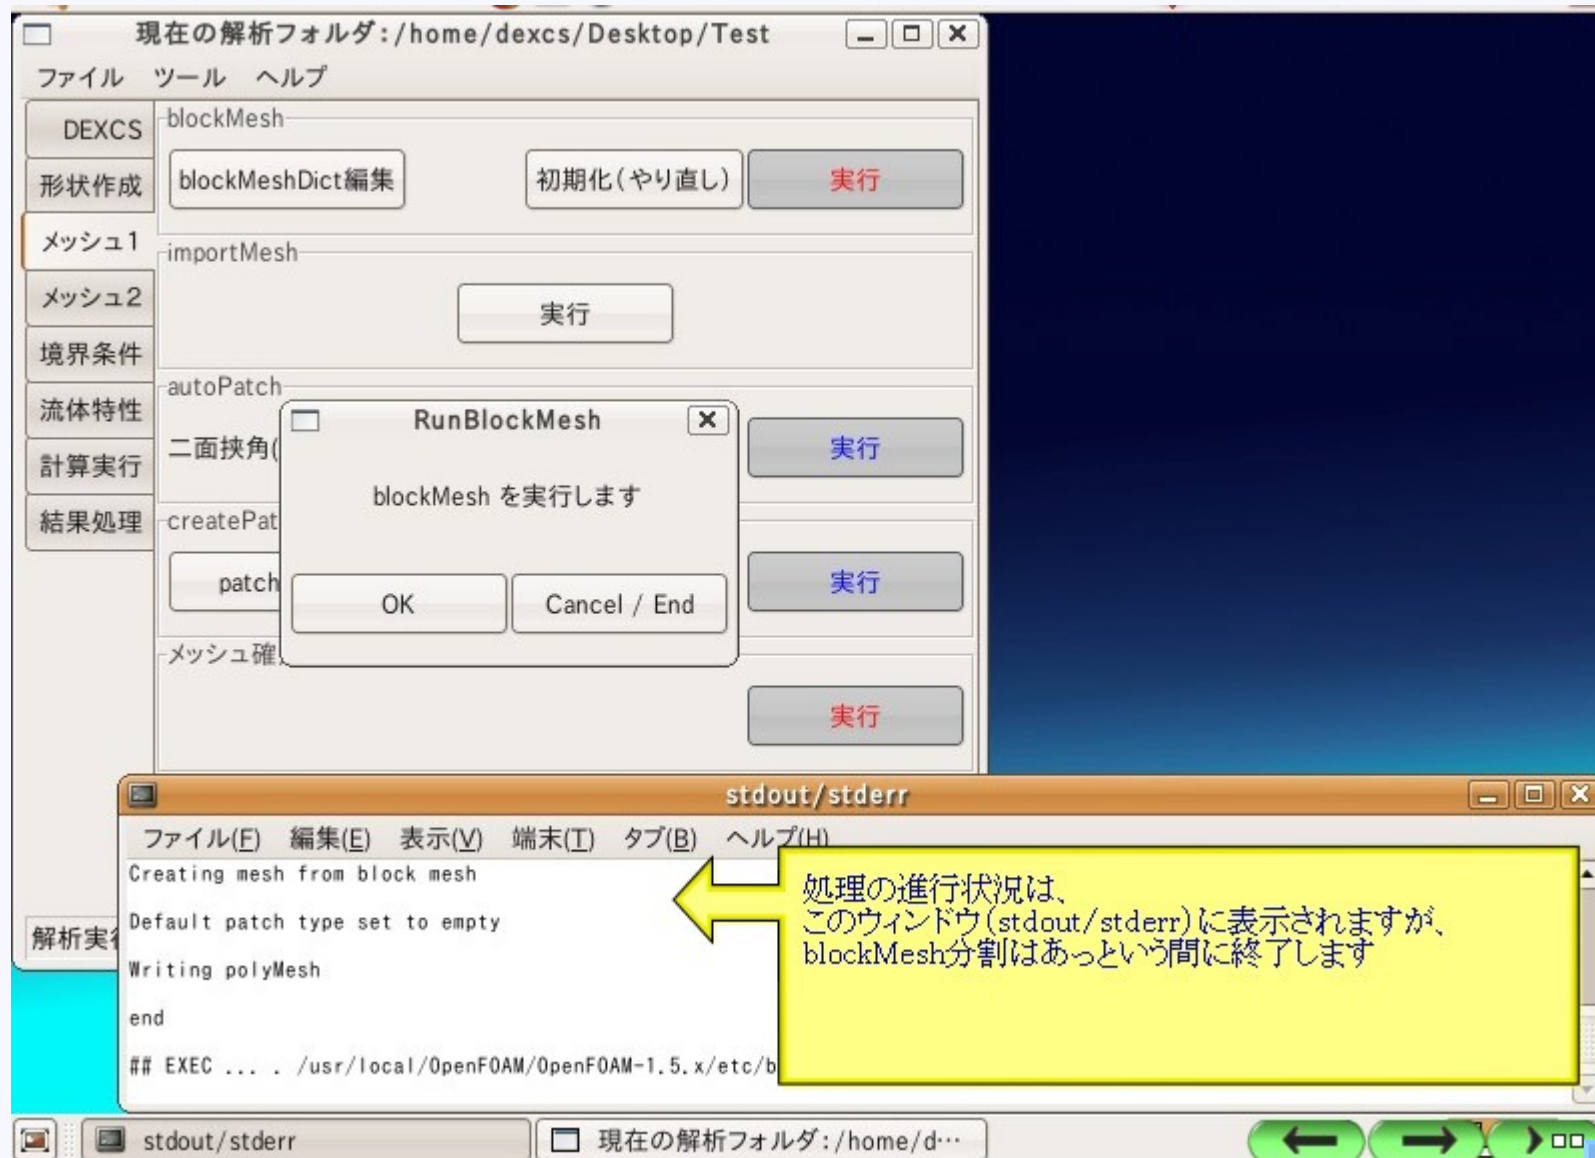 現在の解析フォルダ:/home/dexcs/Desktop/Test
ファイル ツール ヘルプ
DEXCS
形状作成
メッシュ1
メッシュ2
境界条件
流体特性
計算実行
結果処理
blockMesh
blockMeshDict編集 初期化(やり直し) 実行
importMesh
実行
autoPatch
二面挟角( 実行
createPat
patch 実行
メッシュ確
実行
RunBlockMesh
blockMesh を実行します
OK Cancel / End
解析実
stdout/stderr
ファイル(F) 編集(E) 表示(V) 端末(T) タブ(B) ヘルプ(H)
Creating mesh from block mesh
Default patch type set to empty
Writing polyMesh
end
## EXEC ... . /usr/local/OpenFOAM/OpenFOAM-1.5.x/etc/b
処理の進行状況は、
このウィンドウ(stdout/stderr)に表示されますが、
blockMesh分割はあっという間に終了します
stdout/stderr
現在の解析フォルダ:/home/d…